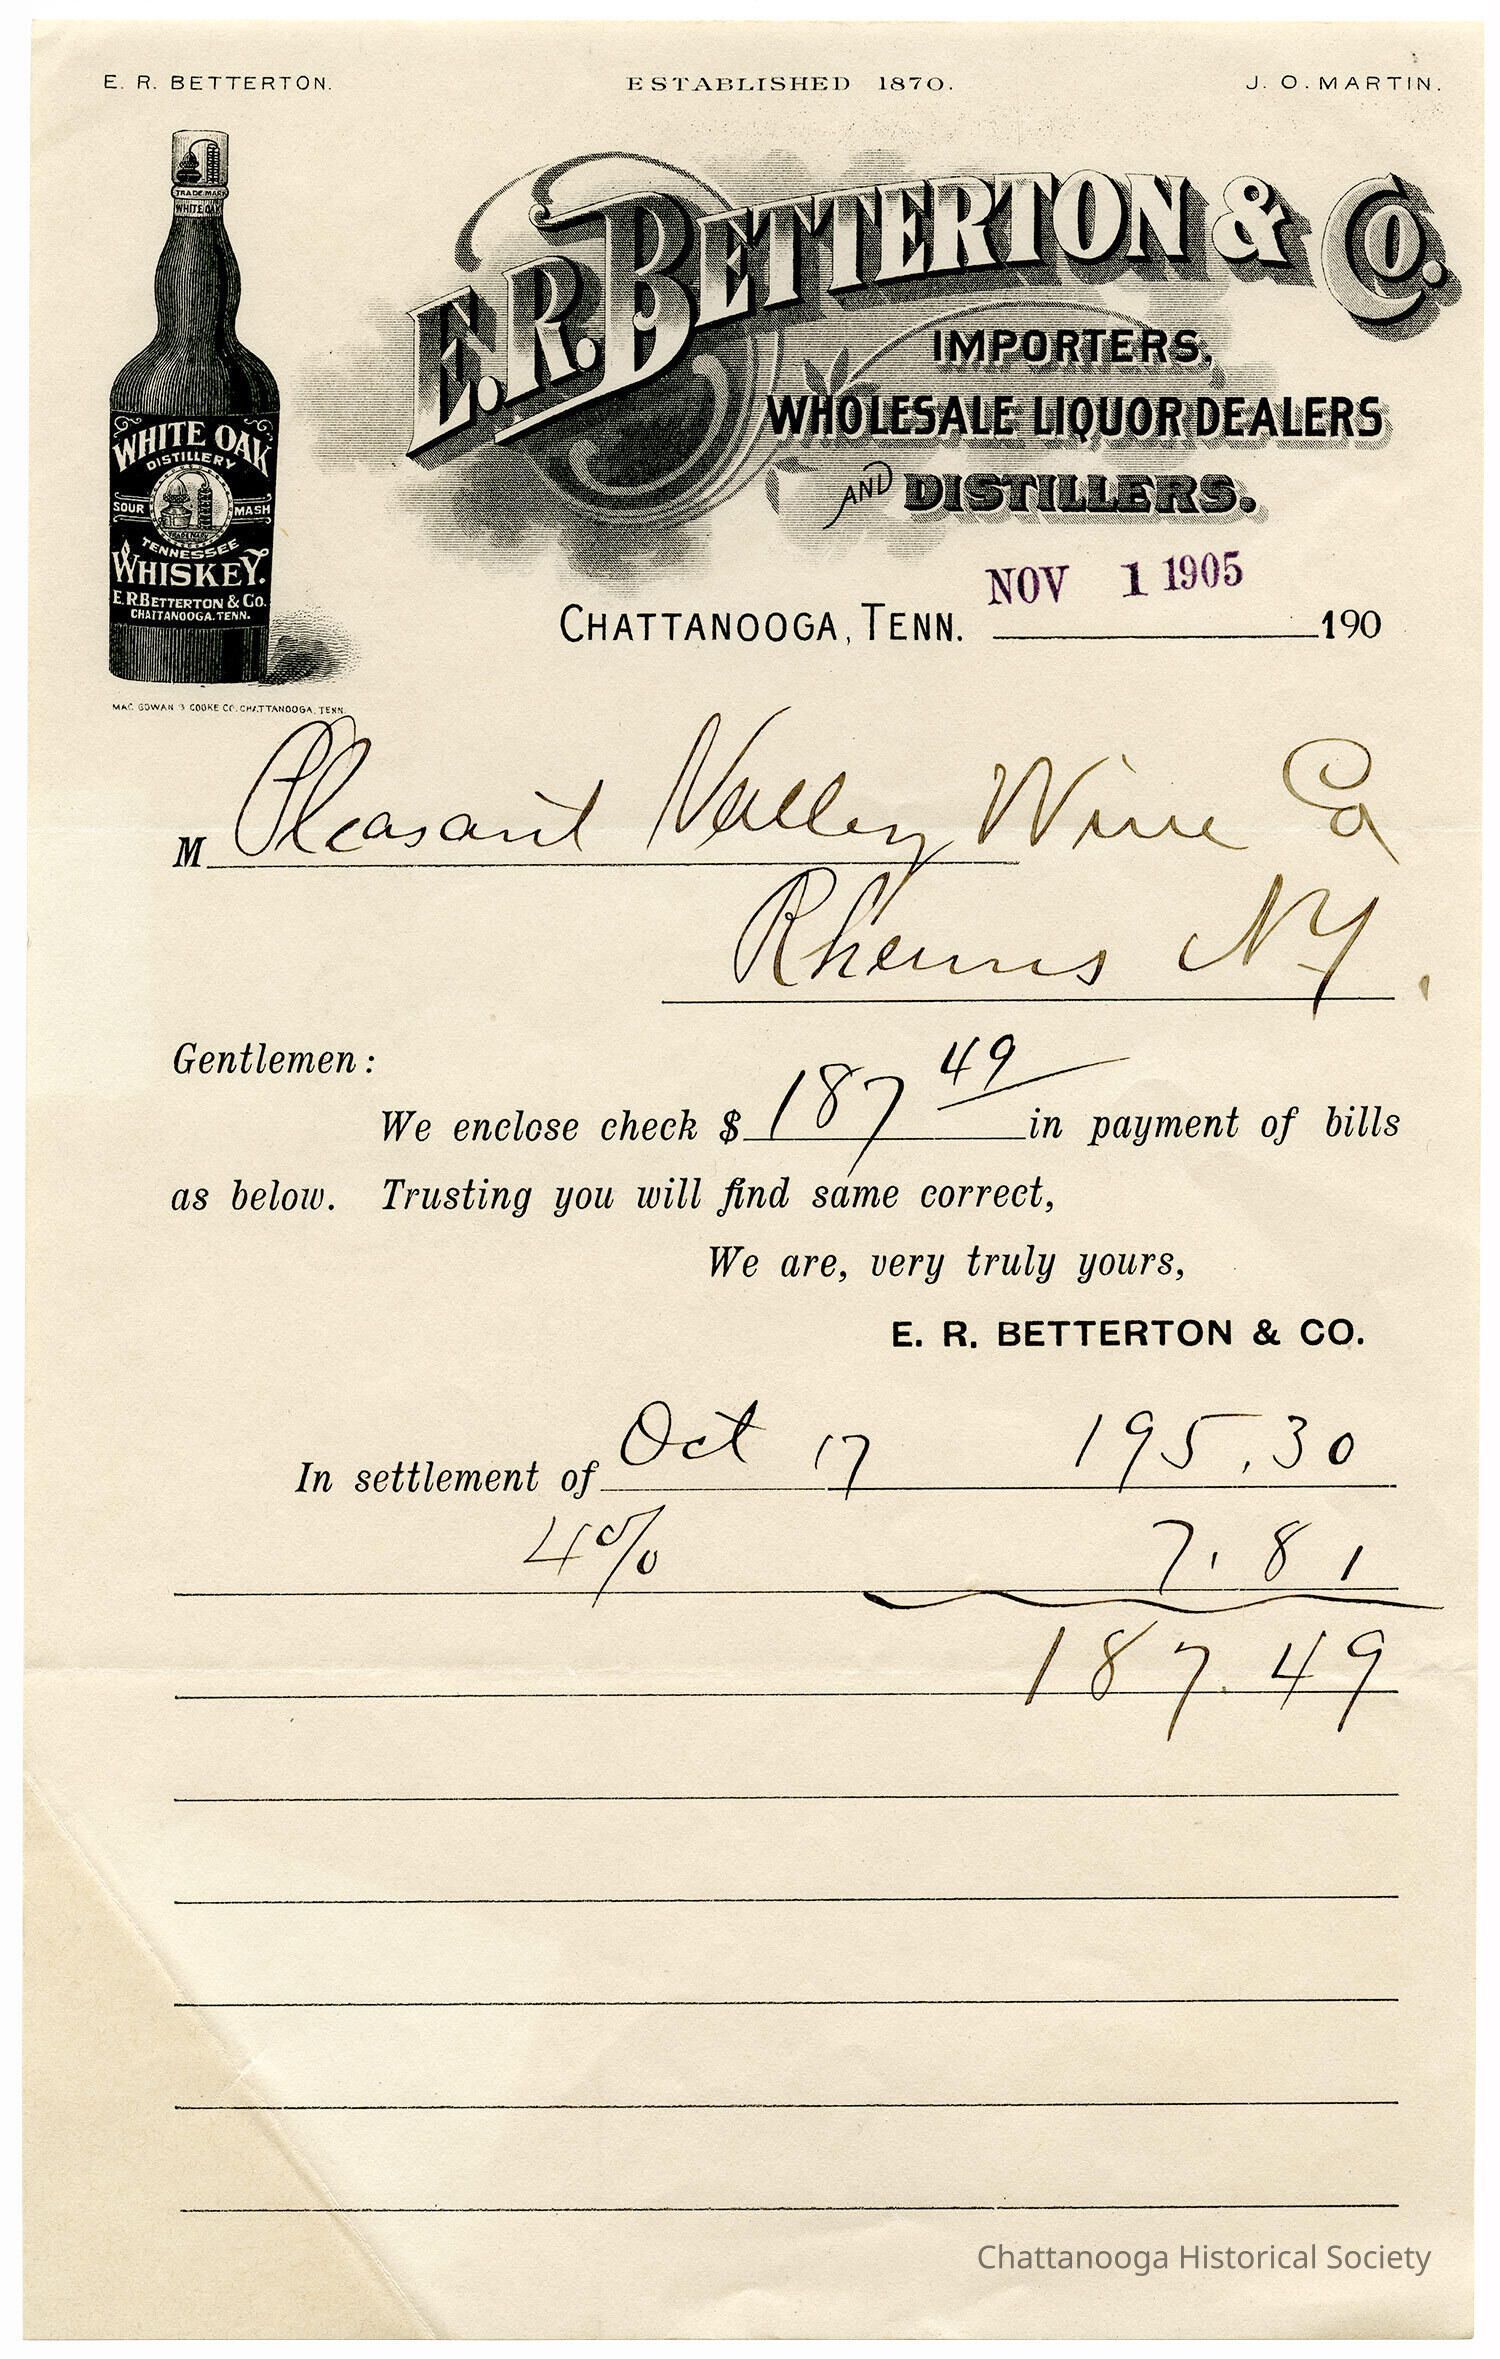 E. R. BETTERTON. ESTABLISHED 1870. J. O. MARTIN.
TRADE MARK
WHITE OAK
E. R. BETTERTON & CO.
IMPORTERS,
WHOLESALE LIQUOR DEALERS
AND DISTILLERS.
WHITE OAK
DISTILLERY
SOUR MASH
TENNESSEE
WHISKEY.
E. R. BETTERTON & CO.
CHATTANOOGA, TENN.
NOV 1 1905
CHATTANOOGA, TENN. 190
MAC GOWAN & COOKE CO. CHATTANOOGA, TENN.
M Pleasant Valley Wine Co
Rheims NY.
Gentlemen:
We enclose check $ 187 49 in payment of bills
as below. Trusting you will find same correct,
We are, very truly yours,
E. R. BETTERTON & CO.
In settlement of Oct 17 195.30
4% 7.81
187.49
Chattanooga Historical Society